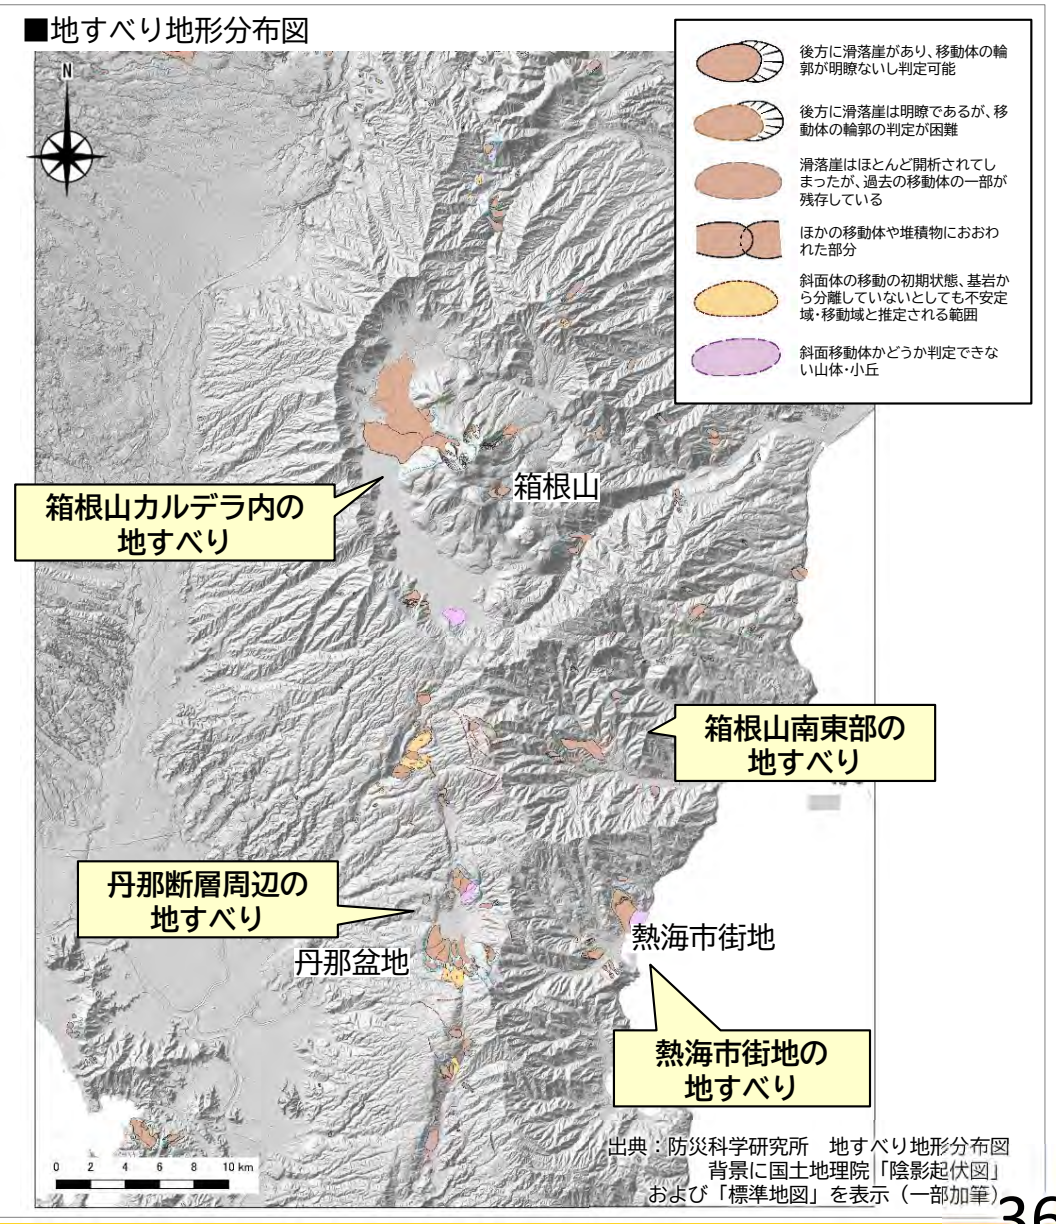 ■地すべり地形分布図
N
後方に滑落崖があり、移動体の輪
郭が明瞭ないし判定可能
後方に滑落崖は明瞭であるが、移
動体の輪郭の判定が困難
滑落崖はほとんど開析されてし
まったが、過去の移動体の一部が
残存している
ほかの移動体や堆積物におおわ
れた部分
斜面体の移動の初期状態、基岩か
ら分離していないとしても不安定
域・移動域と推定される範囲
斜面移動体かどうか判定できな
い山体・小丘
箱根山
箱根山カルデラ内の
地すべり
箱根山南東部の
地すべり
丹那断層周辺の
地すべり
熱海市街地
丹那盆地
熱海市街地の
地すべり
出典：防災科学研究所　地すべり地形分布図
背景に国土地理院「陰影起伏図」
および「標準地図」を表示（一部加筆）
0 2 4 6 8 10 km
36